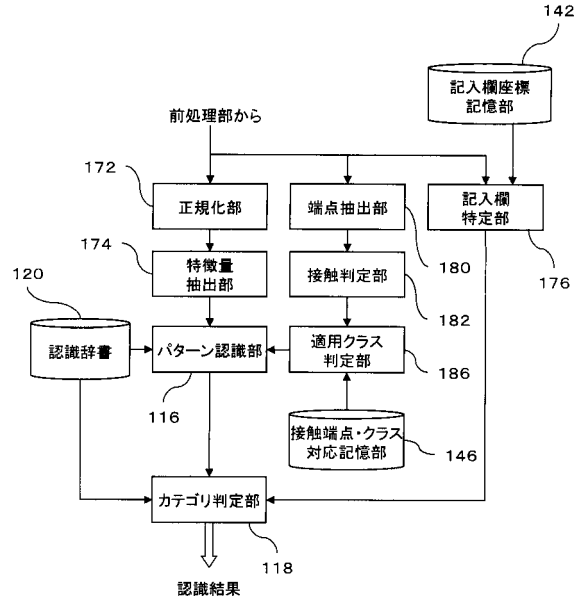 142
記入欄座標
記憶部
前処理部から
172
正規化部
端点抽出部
記入欄
特定部
180
176
174
特徴量
抽出部
接触判定部
182
120
認識辞書
パターン認識部
適用クラス
判定部
186
116
接触端点・クラス
対応記憶部
146
カテゴリ判定部
118
認識結果